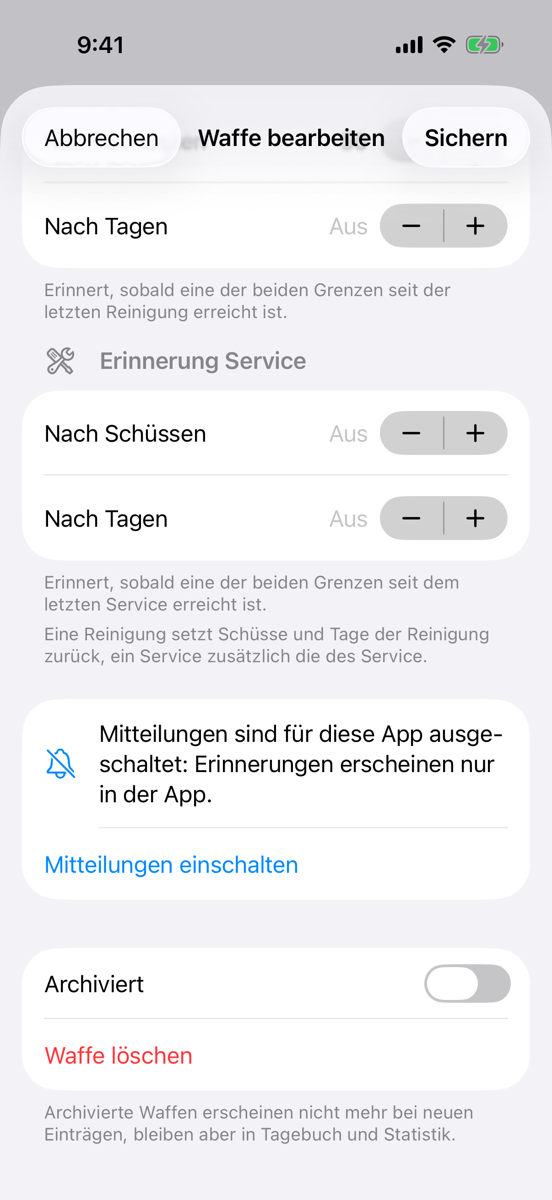 9:41
Abbrechen
Waffe bearbeiten
Sichern
Nach Tagen
Aus
Erinnert, sobald eine der beiden Grenzen seit der
letzten Reinigung erreicht ist.
Erinnerung Service
Nach Schüssen
Aus
Nach Tagen
Aus
Erinnert, sobald eine der beiden Grenzen seit dem
letzten Service erreicht ist.
Eine Reinigung setzt Schüsse und Tage der Reinigung
zurück, ein Service zusätzlich die des Service.
Mitteilungen sind für diese App ausge-
schaltet: Erinnerungen erscheinen nur
in der App.
Mitteilungen einschalten
Archiviert
Waffe löschen
Archivierte Waffen erscheinen nicht mehr bei neuen
Einträgen, bleiben aber in Tagebuch und Statistik.